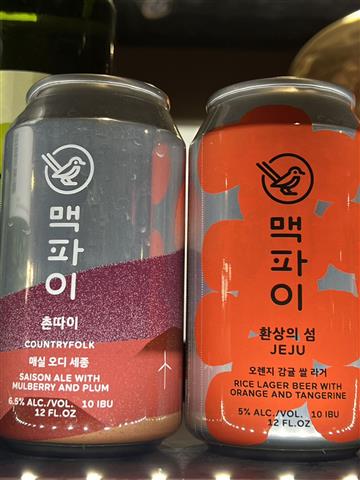 맥파이
촌따이
COUNTRYFOLK
매실 오디 세종
SAISON ALE WITH
MULBERRY AND PLUM
6.5% ALC./VOL. 10 IBU
12 FL.OZ
맥파이
환상의 섬
JEJU
오렌지 감귤 쌀 라거
RICE LAGER BEER WITH
ORANGE AND TANGERINE
5% ALC./VOL. 10 IBU
12 FL.OZ